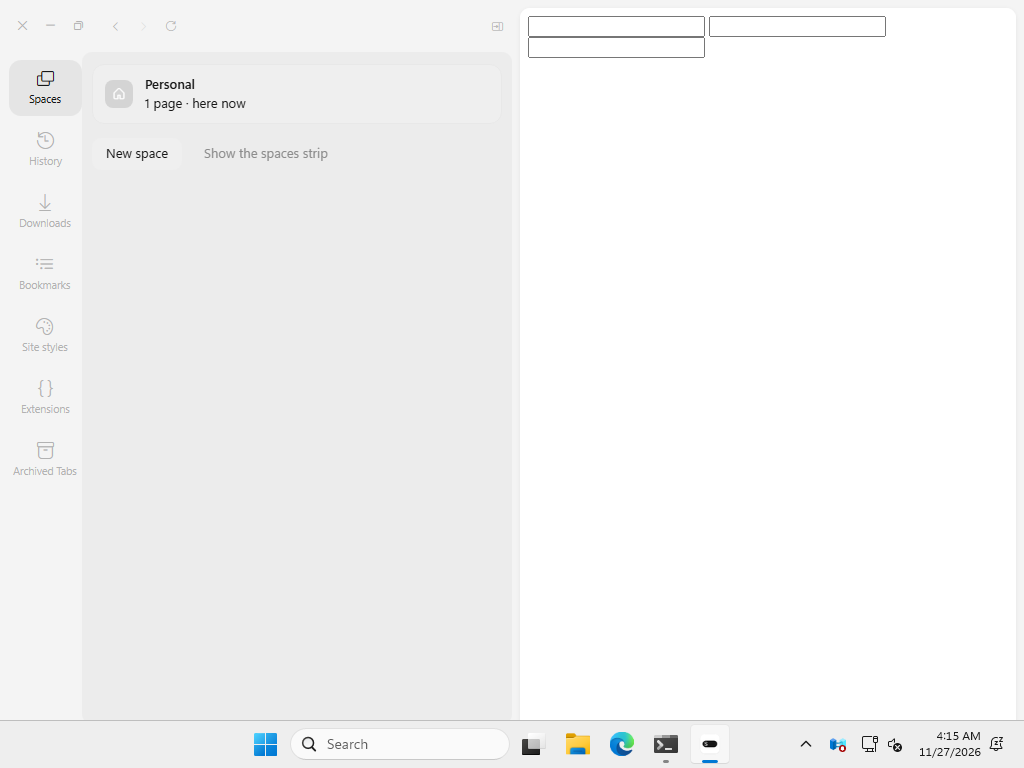 Spaces
History
Downloads
Bookmarks
Site styles
Extensions
Archived Tabs
Personal
1 page · here now
New space
Show the spaces strip
Search
4:15 AM
11/27/2026